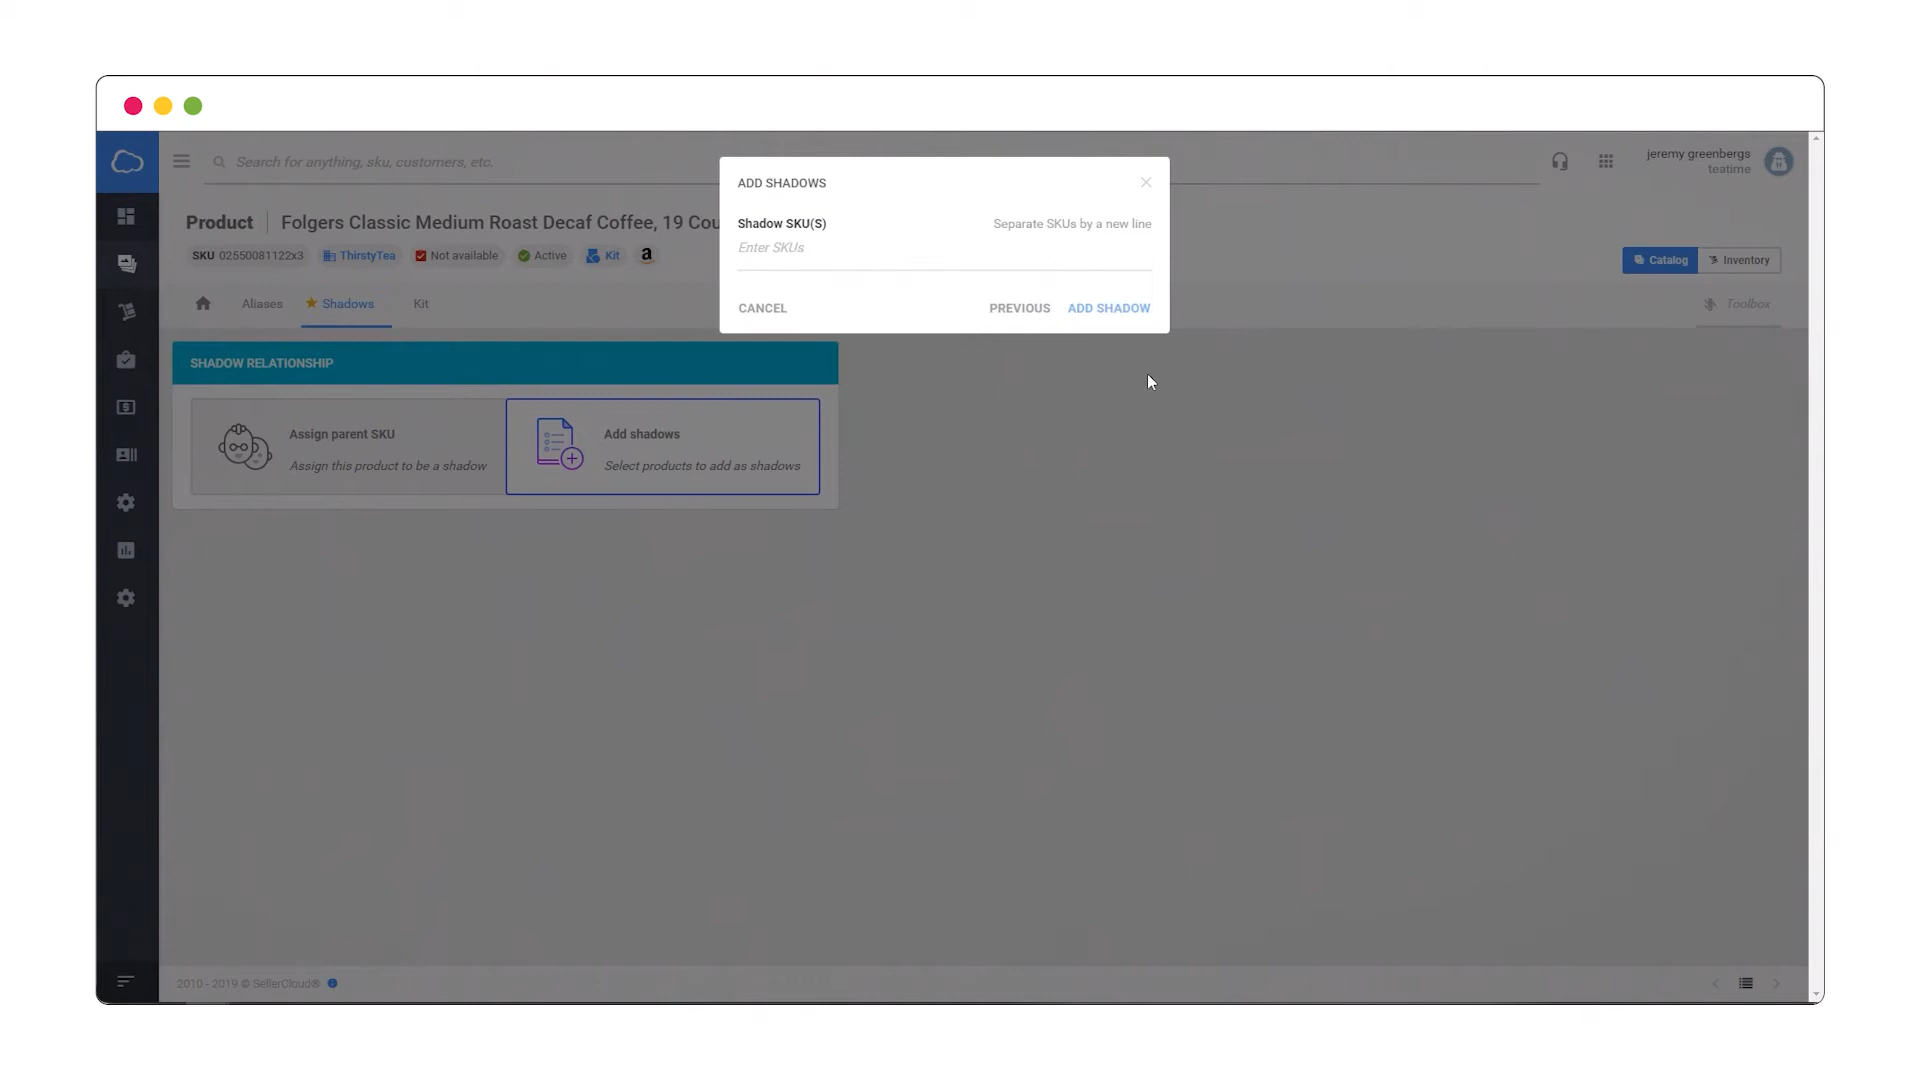 Search for anything, sku, customers, etc.
jeremy greenbergs
teatime
Product
Folgers Classic Medium Roast Decaf Coffee, 19 Cou
SKU 02550081122x3
ThirstyTea
Not available
Active
Kit
a
Catalog
Inventory
Aliases
Shadows
Kit
Toolbox
ADD SHADOWS
Shadow SKU(S)
Separate SKUs by a new line
Enter SKUs
CANCEL
PREVIOUS
ADD SHADOW
SHADOW RELATIONSHIP
Assign parent SKU
Assign this product to be a shadow
Add shadows
Select products to add as shadows
2010 - 2019 © SellerCloud®